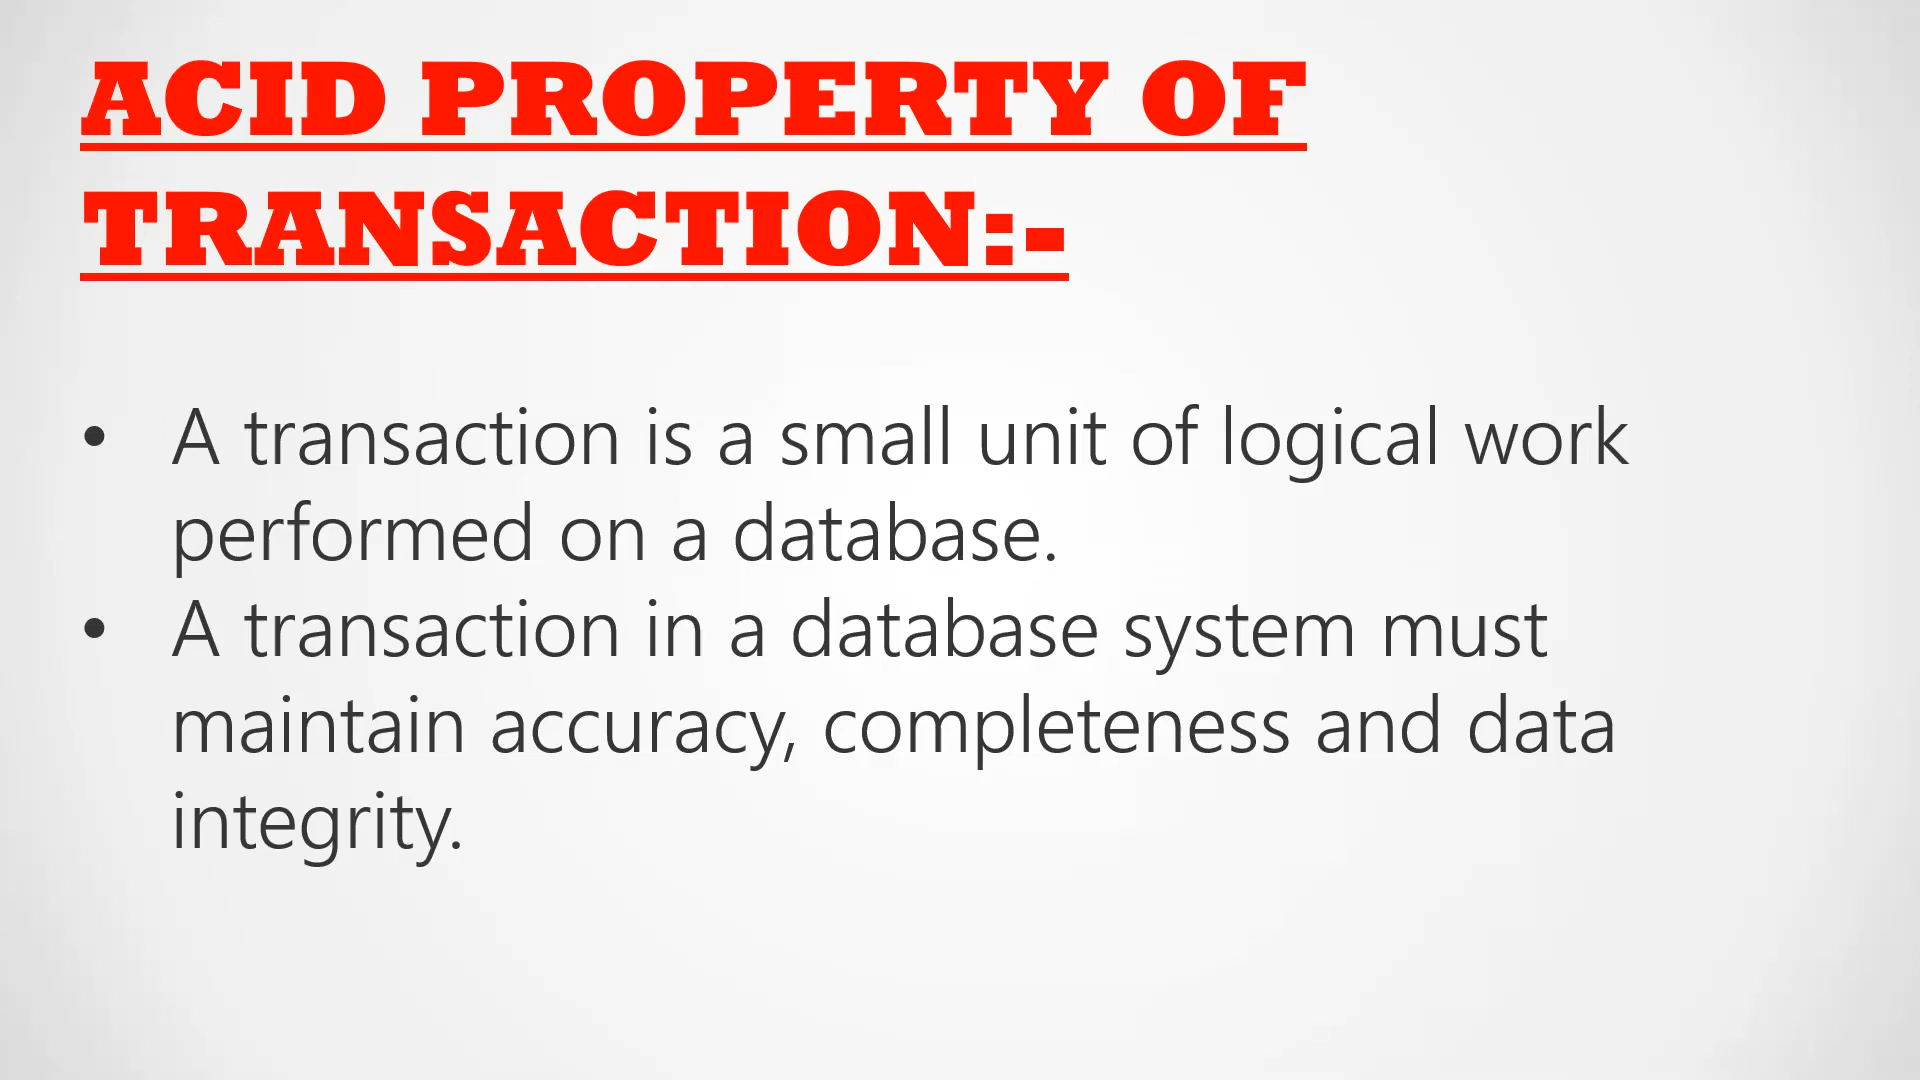 ACID PROPERTY OF
TRANSACTION:-
• A transaction is a small unit of logical work
performed on a database.
• A transaction in a database system must
maintain accuracy, completeness and data
integrity.